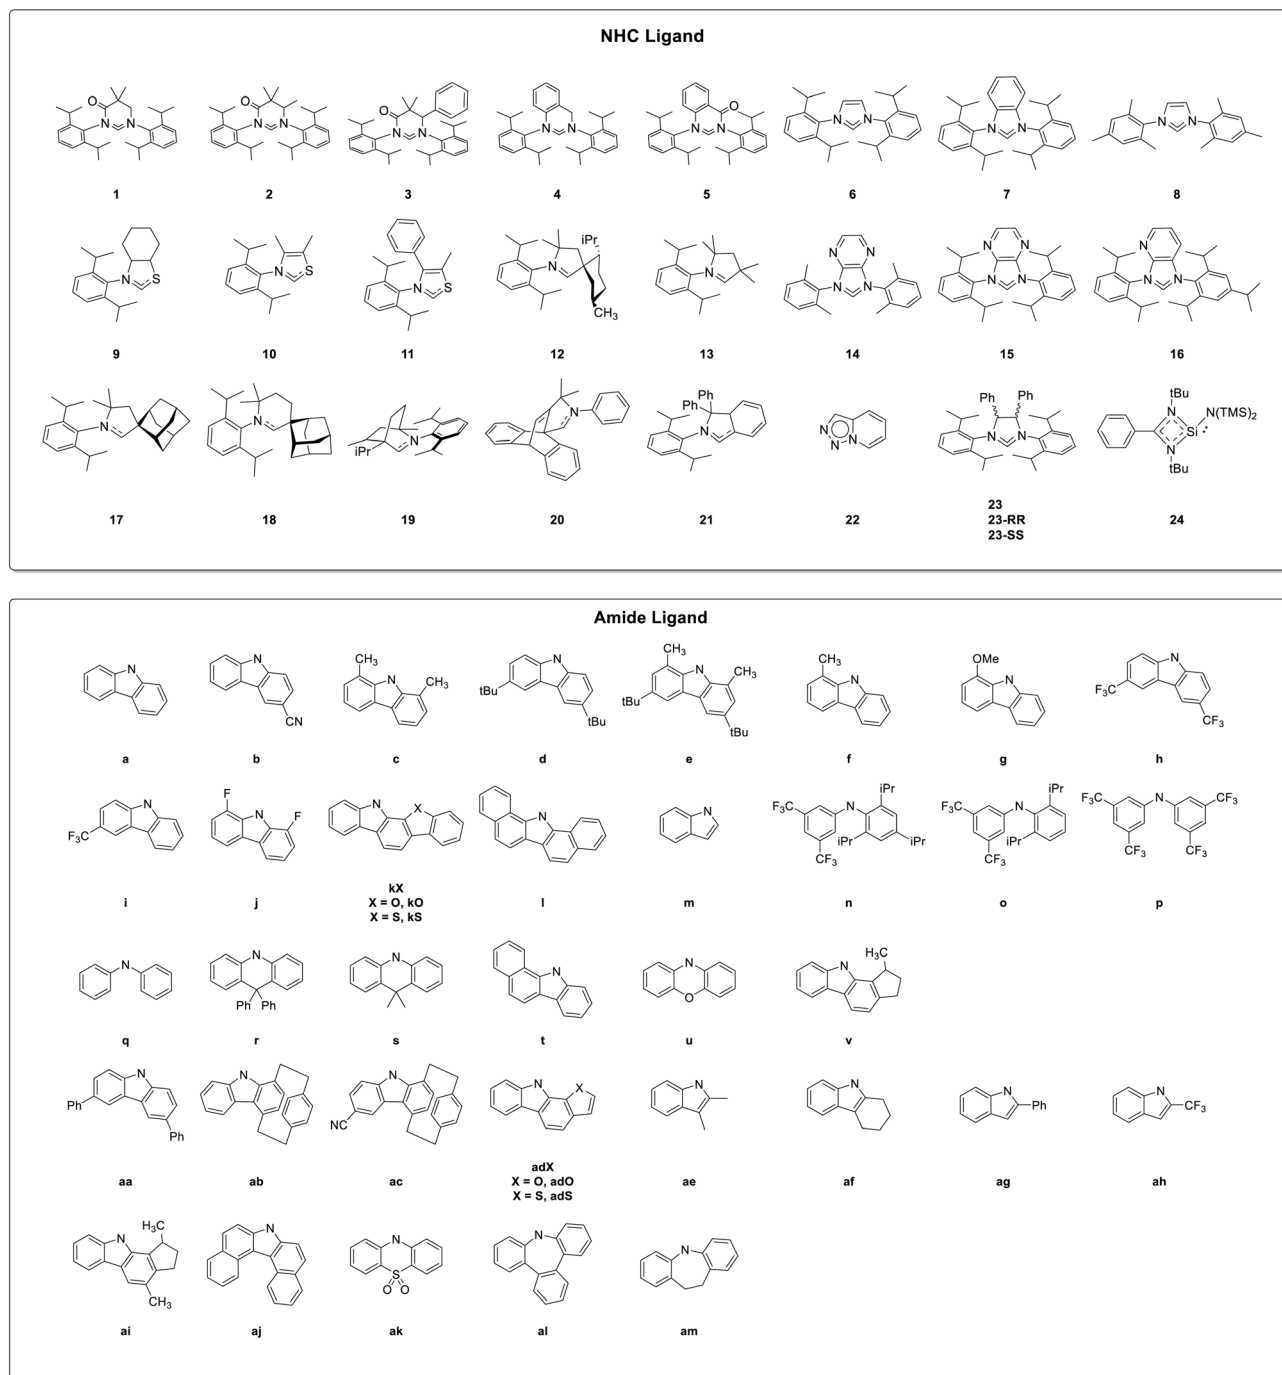 NHC Ligand
O N N
O N N
O N N
N N
O N N
N N
N N
N N
1 2 3 4 5 6 7 8
N S
N S
N S
iPr N CH3
N
N N N N
N N N N
N N N
9 10 11 12 13 14 15 16
N
N
iPr N
N
Ph Ph N
N N N
Ph Ph N N
tBu N Si N(TMS)2 N tBu
17 18 19 20 21 22 23 24
23-RR
23-SS
Amide Ligand
N
N CN
CH3 N CH3
N tBu tBu
CH3 N CH3 tBu tBu
CH3 N
OMe N
N F3C CF3
a b c d e f g h
N F3C
F N F
N X
N
N
F3C N iPr CF3 iPr iPr
F3C N iPr CF3 iPr
F3C N CF3 CF3 CF3
i j kX l m n o p
X = O, kO
X = S, kS
N
N Ph Ph
N
N
N O
H3C N
q r s t u v
N Ph Ph
N
N NC
N X
N
N
N Ph
N CF3
aa ab ac adX ae af ag ah
X = O, adO
X = S, adS
H3C N CH3
N
N S O O
N
N
ai aj ak al am